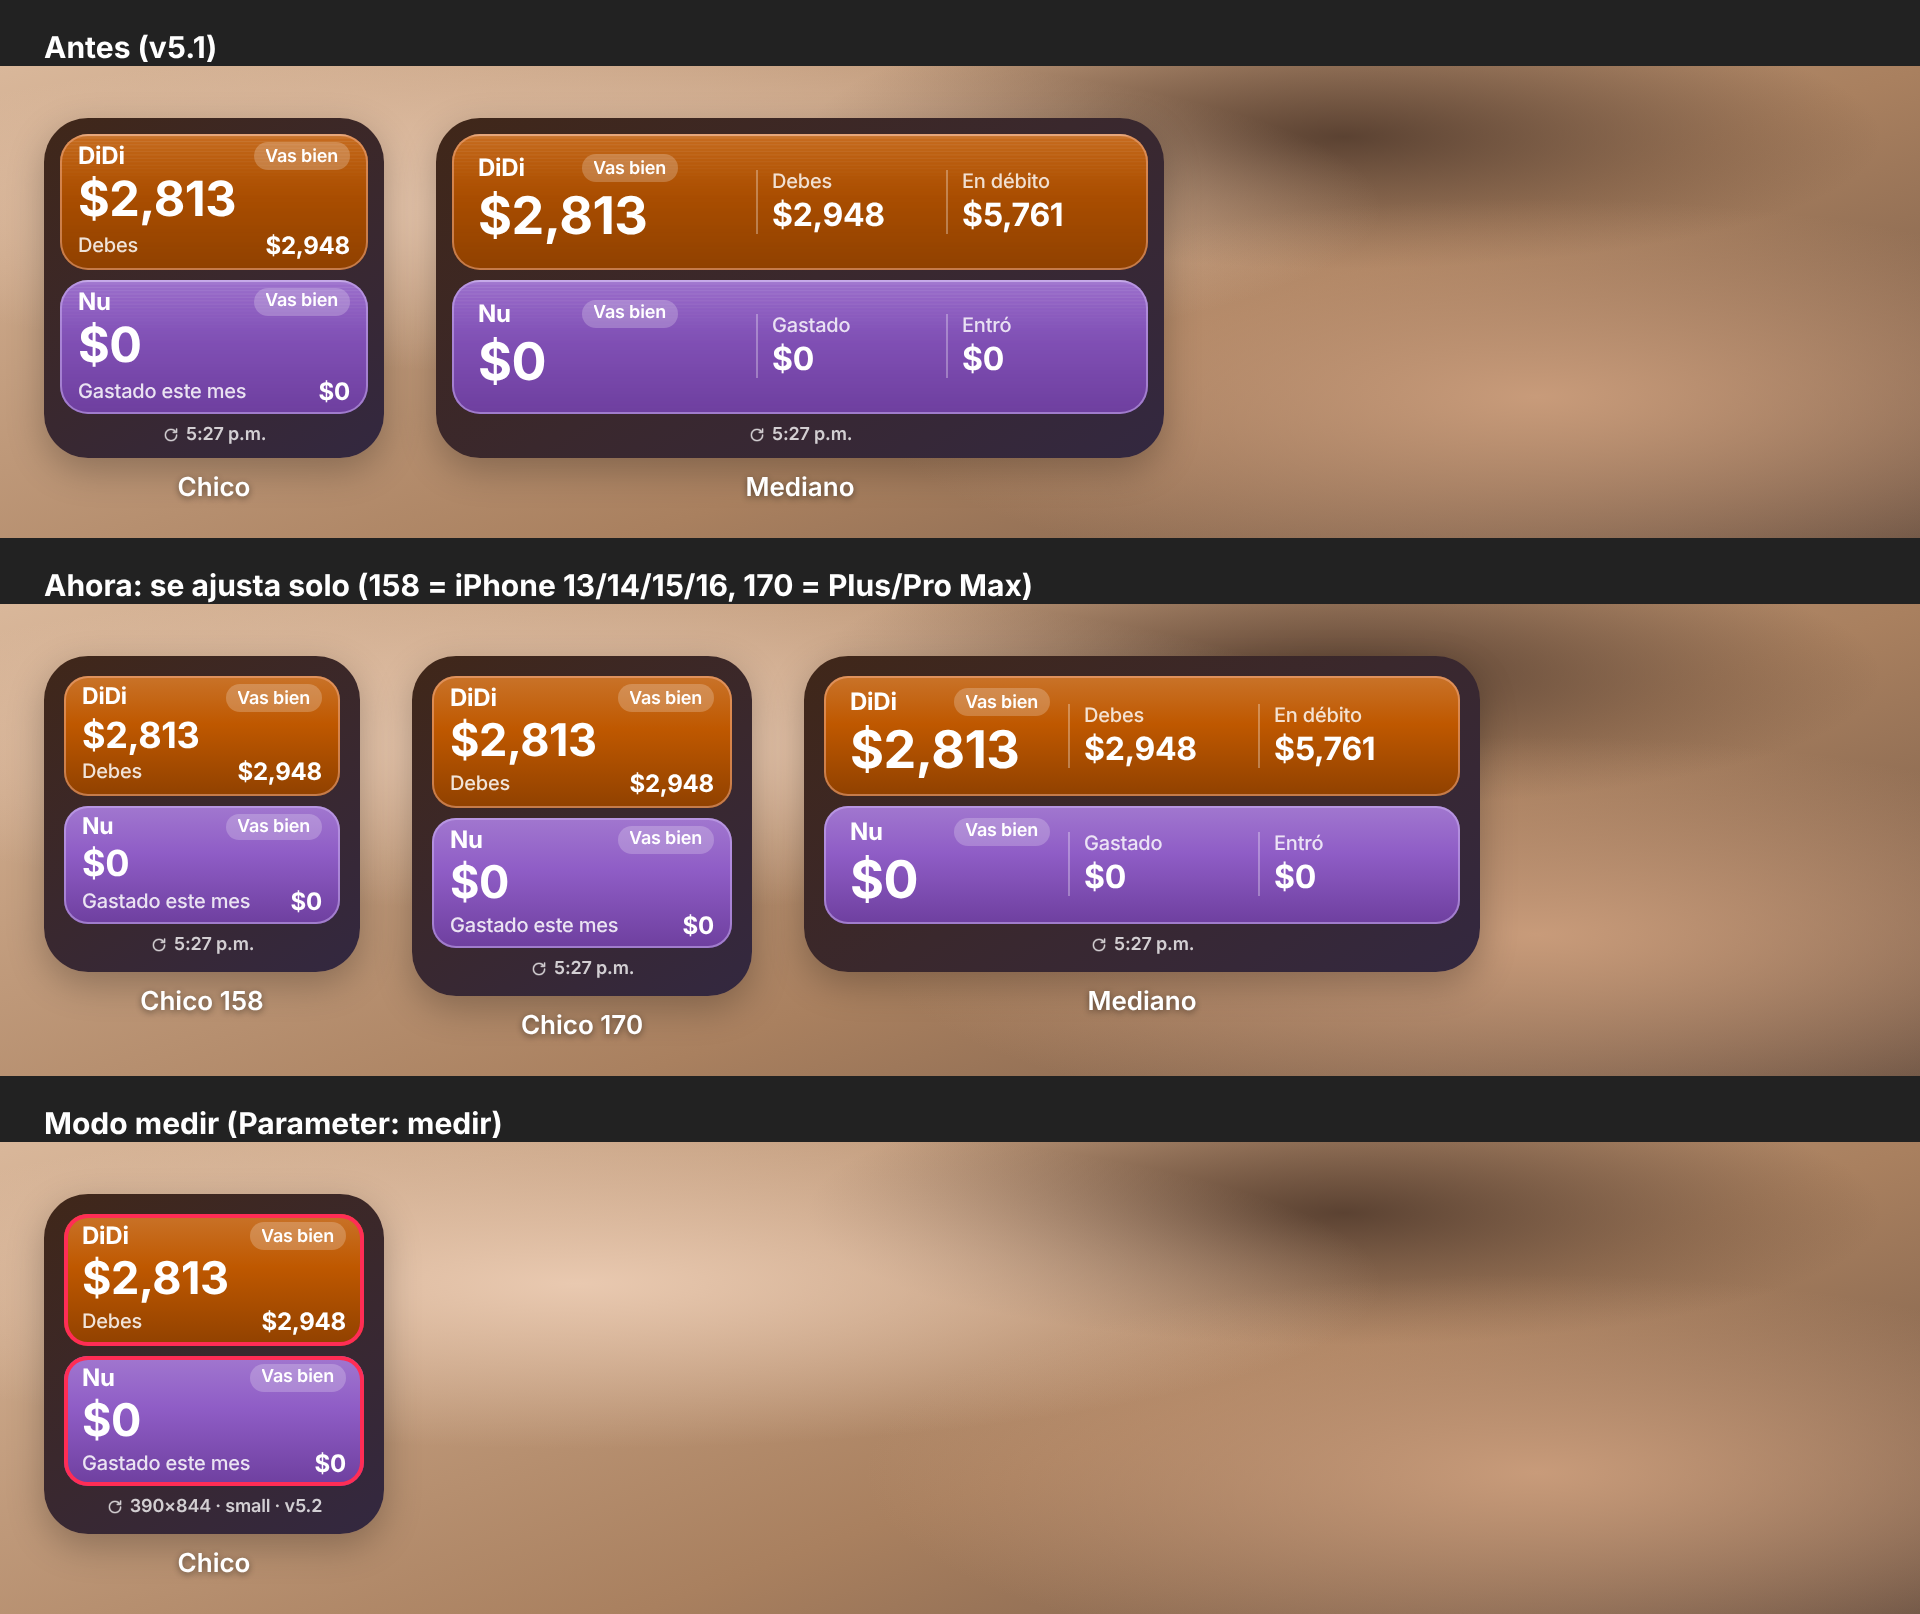 Antes (v5.1)
DiDi Vas bien
$2,813
Debes $2,948
Nu Vas bien
$0
Gastado este mes $0
5:27 p.m.
Chico
DiDi Vas bien
$2,813
Debes
$2,948
En débito
$5,761
Nu Vas bien
$0
Gastado
$0
Entró
$0
5:27 p.m.
Mediano
Ahora: se ajusta solo (158 = iPhone 13/14/15/16, 170 = Plus/Pro Max)
DiDi Vas bien
$2,813
Debes $2,948
Nu Vas bien
$0
Gastado este mes $0
5:27 p.m.
Chico 158
DiDi Vas bien
$2,813
Debes $2,948
Nu Vas bien
$0
Gastado este mes $0
5:27 p.m.
Chico 170
DiDi Vas bien
$2,813
Debes
$2,948
En débito
$5,761
Nu Vas bien
$0
Gastado
$0
Entró
$0
5:27 p.m.
Mediano
Modo medir (Parameter: medir)
DiDi Vas bien
$2,813
Debes $2,948
Nu Vas bien
$0
Gastado este mes $0
390×844 · small · v5.2
Chico